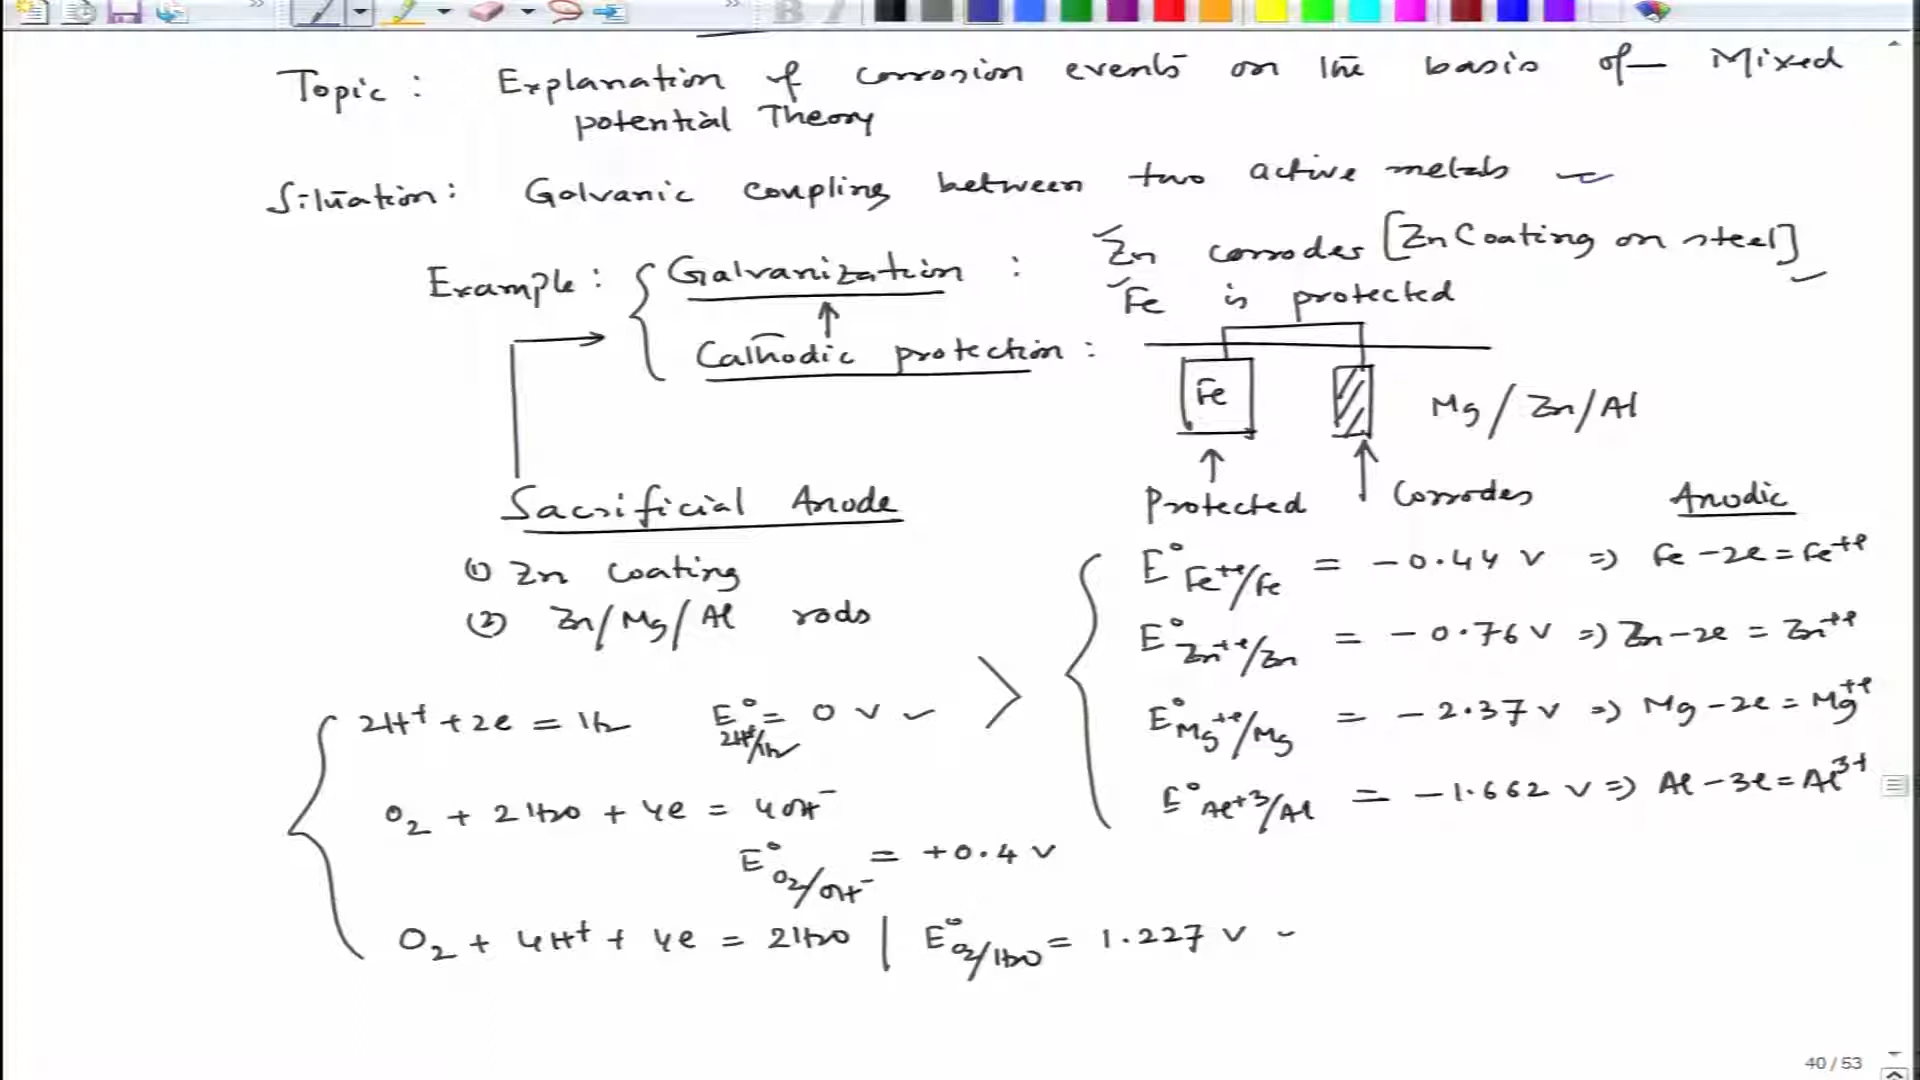 Topic : Explanation of corrosion events on the basis of Mixed
potential Theory
Situation : Galvanic coupling between two active metals
Example : Galvanization : Zn corrodes [Zn Coating on steel]
Fe is protected
Cathodic protection :
Fe
Mg/Zn/Al
Protected Corrodes Anodic
Sacrificial Anode
① Zn coating
② Zn/Mg/Al rods
E°Fe++/Fe = -0.44 V => Fe - 2e = Fe++
E°Zn++/Zn = -0.76 V => Zn - 2e = Zn++
E°Mg++/Mg = -2.37 V => Mg - 2e = Mg++
E°Al+3/Al = -1.662 V => Al - 3e = Al3+
2H+ + 2e = H2 E°2H+/H2 = 0 V
>
O2 + 2H2O + 4e = 4OH-
E°O2/OH- = +0.4 V
O2 + 4H+ + 4e = 2H2O | E°O2/H2O = 1.227 V
40 / 53